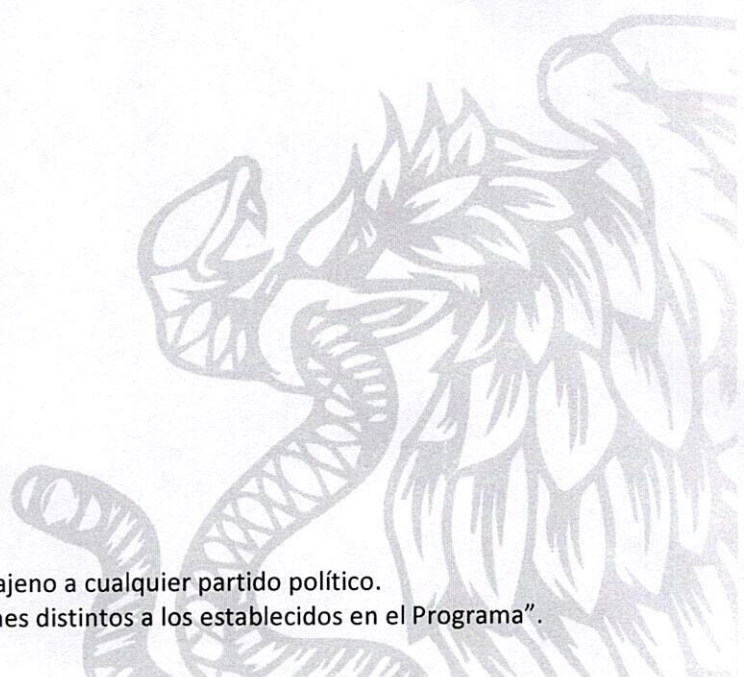 ajeno a cualquier partido político.
nes distintos a los establecidos en el Programa”.